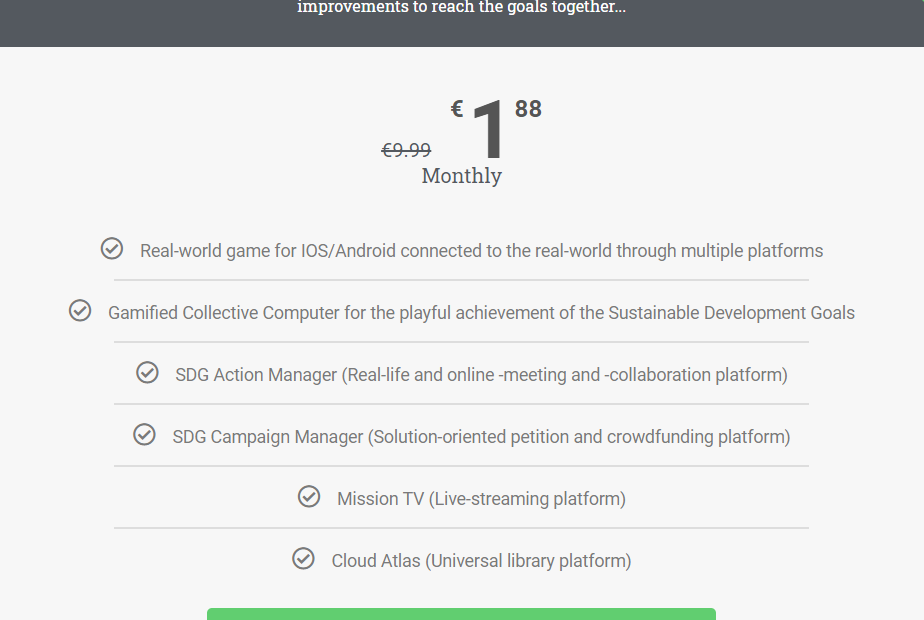 improvements to reach the goals together...
€9.99 €1 88
Monthly
Real-world game for IOS/Android connected to the real-world through multiple platforms
Gamified Collective Computer for the playful achievement of the Sustainable Development Goals
SDG Action Manager (Real-life and online -meeting and -collaboration platform)
SDG Campaign Manager (Solution-oriented petition and crowdfunding platform)
Mission TV (Live-streaming platform)
Cloud Atlas (Universal library platform)